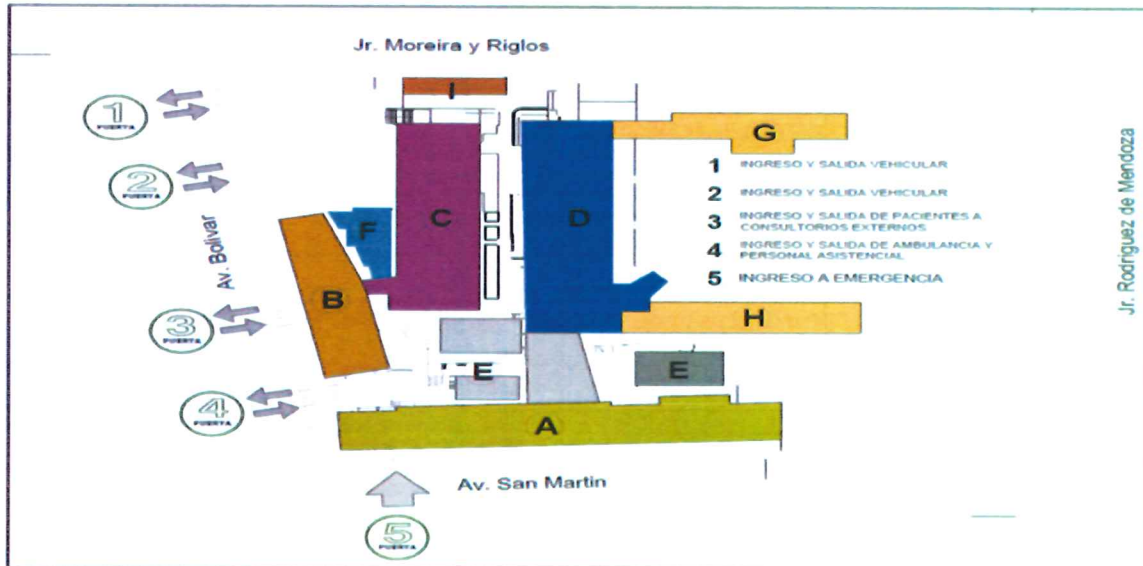 Jr. Moreira y Riglos
I
1
PUERTA
G
Jr. Rodriguez de Mendoza
1 INGRESO Y SALIDA VEHICULAR
2
PUERTA
2 INGRESO Y SALIDA VEHICULAR
F
C
D
3 INGRESO Y SALIDA DE PACIENTES A
CONSULTORIOS EXTERNOS
Av. Bolivar
4 INGRESO Y SALIDA DE AMBULANCIA Y
PERSONAL ASISTENCIAL
5 INGRESO A EMERGENCIA
B
H
3
PUERTA
E
E
4
PUERTA
A
Av. San Martin
5
PUERTA